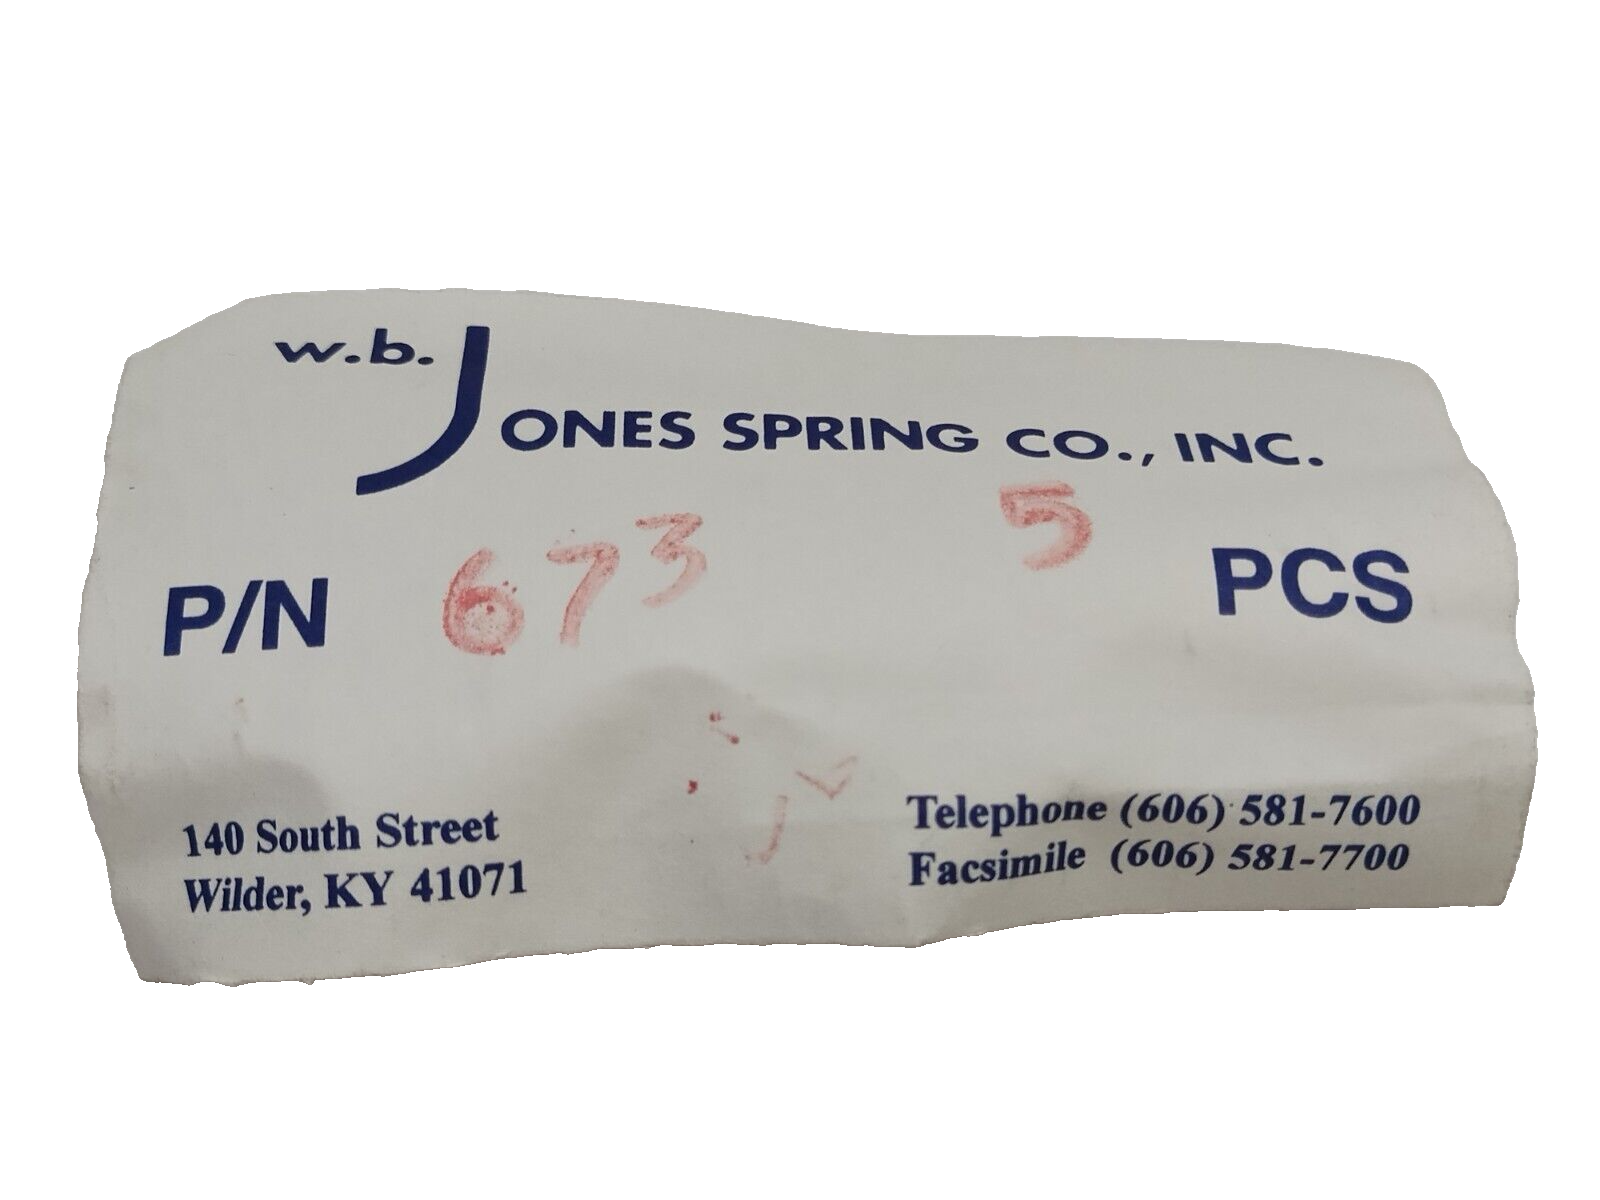 w.b. JONES SPRING CO., INC.
P/N 673 5 PCS
140 South Street
Wilder, KY 41071
Telephone (606) 581-7600
Facsimile (606) 581-7700